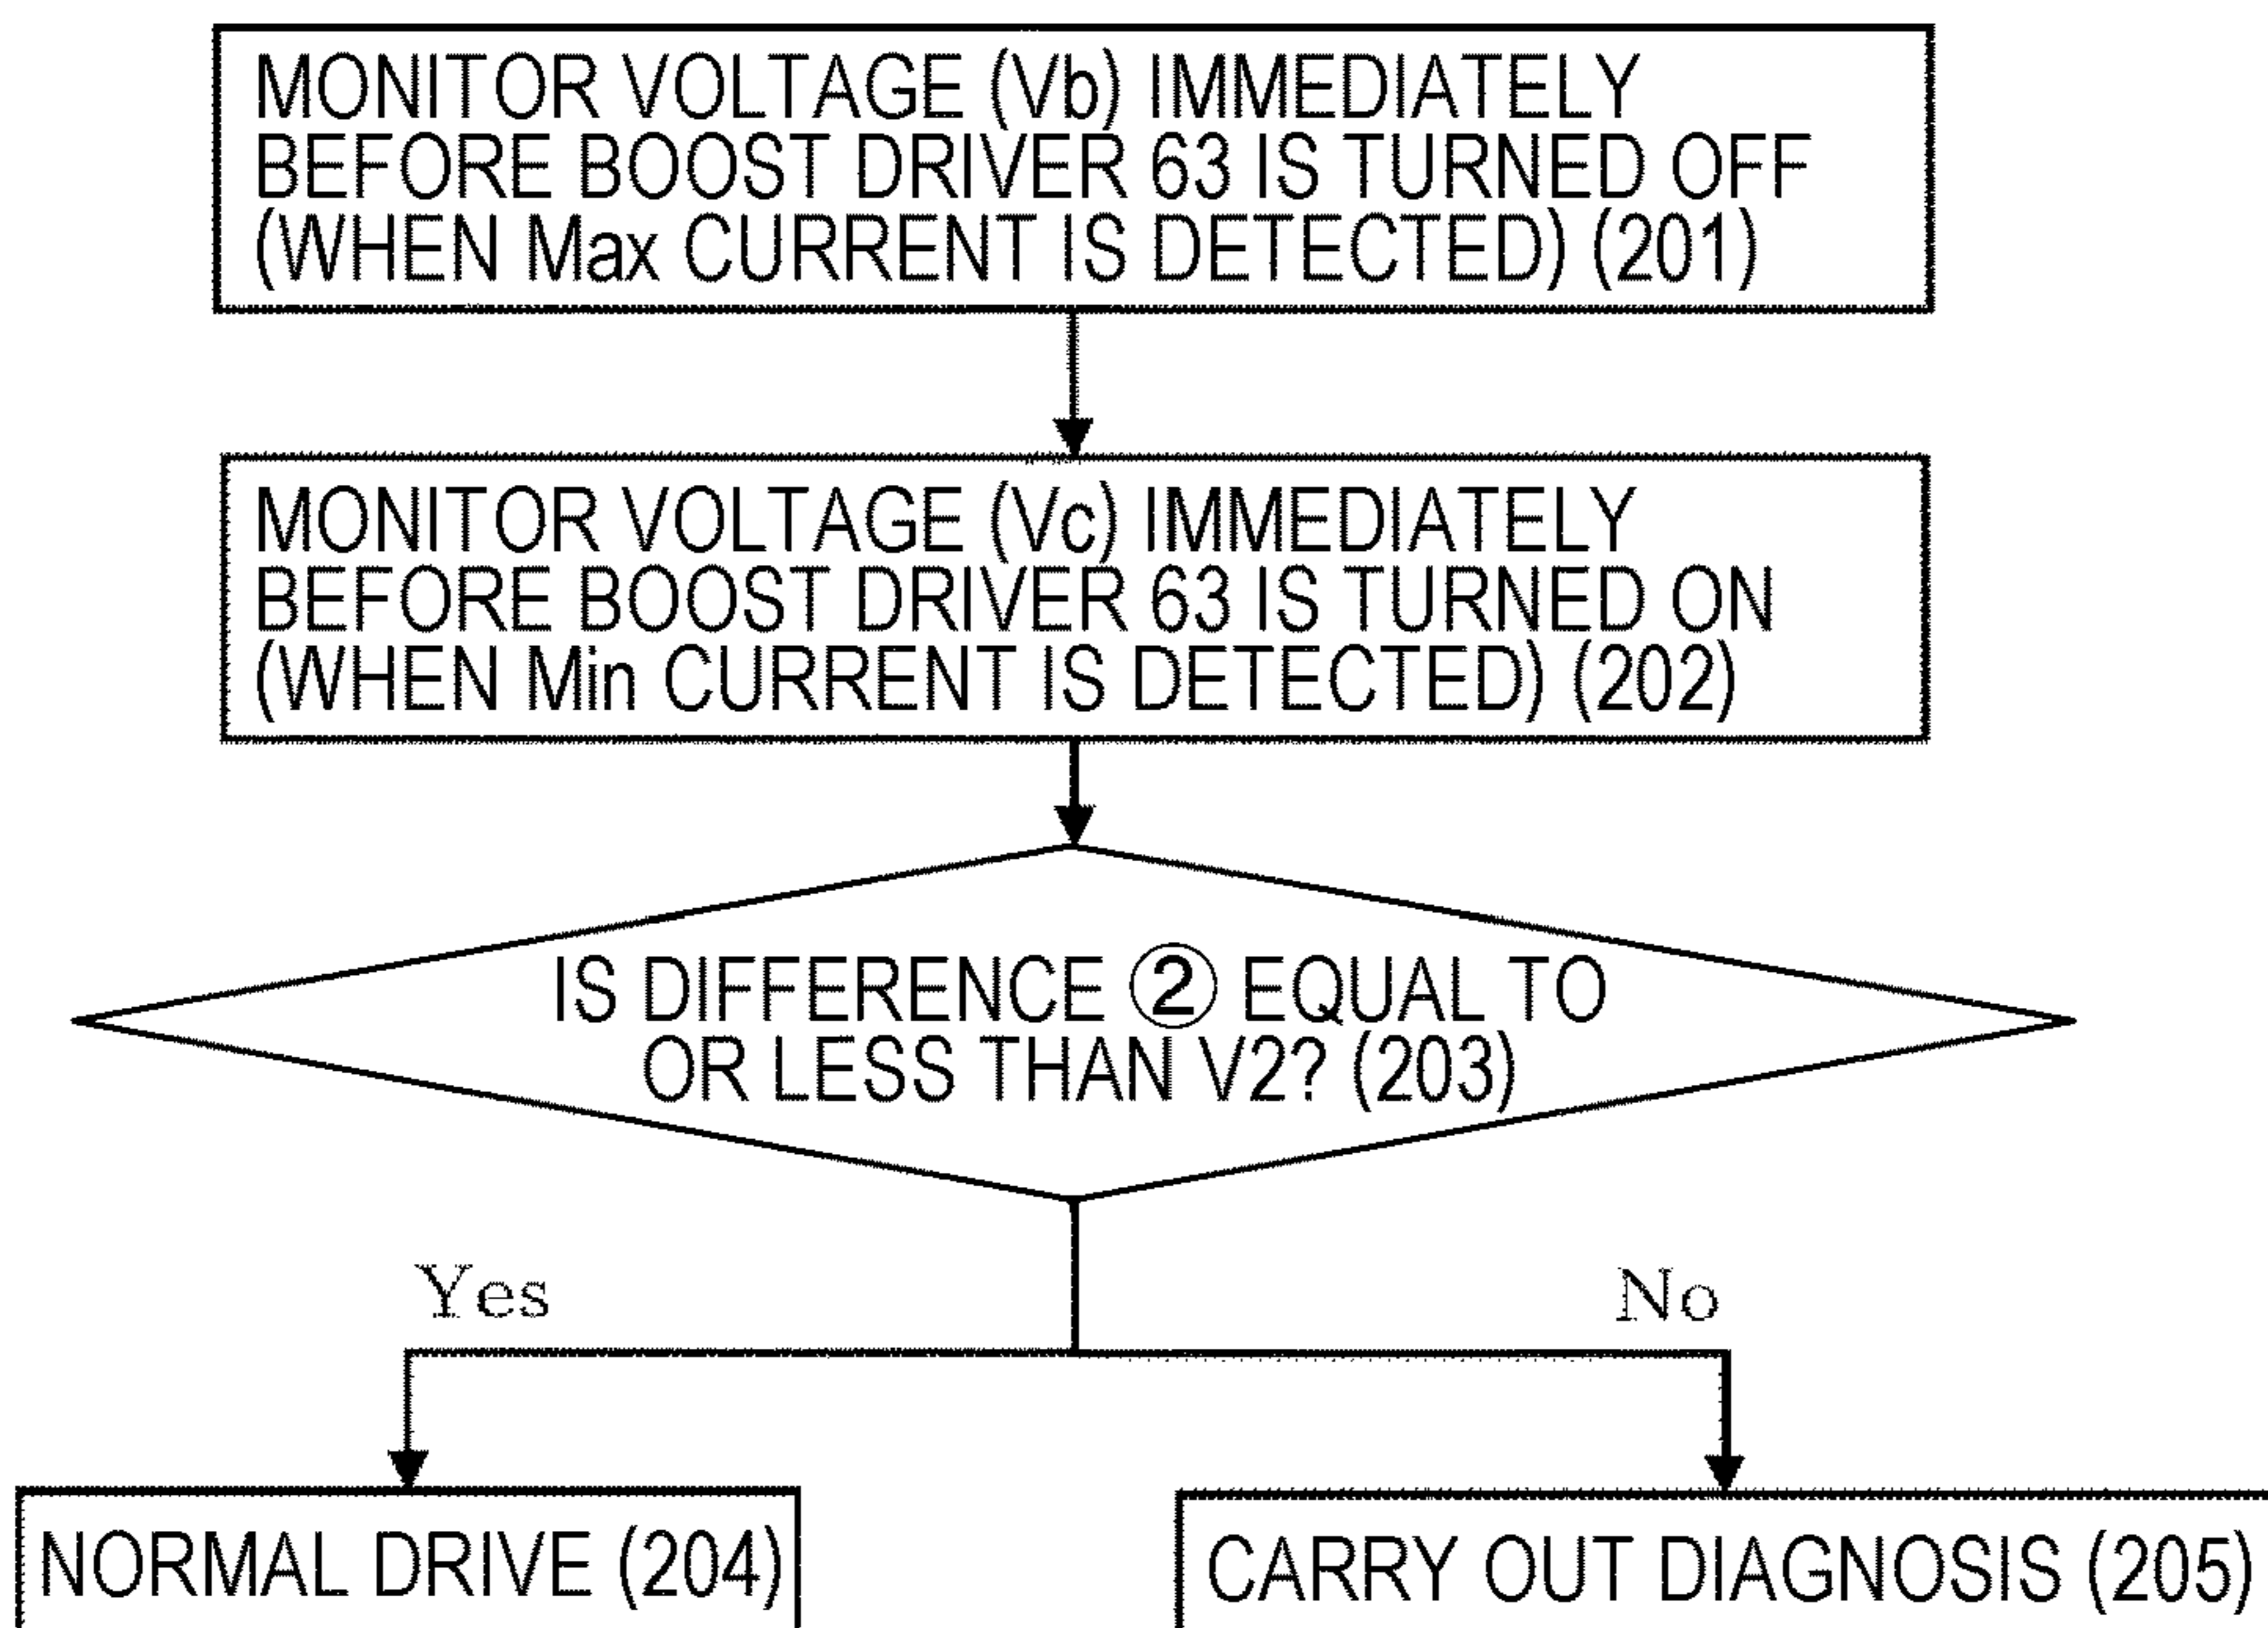 MONITOR VOLTAGE (Vb) IMMEDIATELY
BEFORE BOOST DRIVER 63 IS TURNED OFF
(WHEN Max CURRENT IS DETECTED) (201)
MONITOR VOLTAGE (Vc) IMMEDIATELY
BEFORE BOOST DRIVER 63 IS TURNED ON
(WHEN Min CURRENT IS DETECTED) (202)
IS DIFFERENCE ② EQUAL TO
OR LESS THAN V2? (203)
Yes
No
NORMAL DRIVE (204)
CARRY OUT DIAGNOSIS (205)